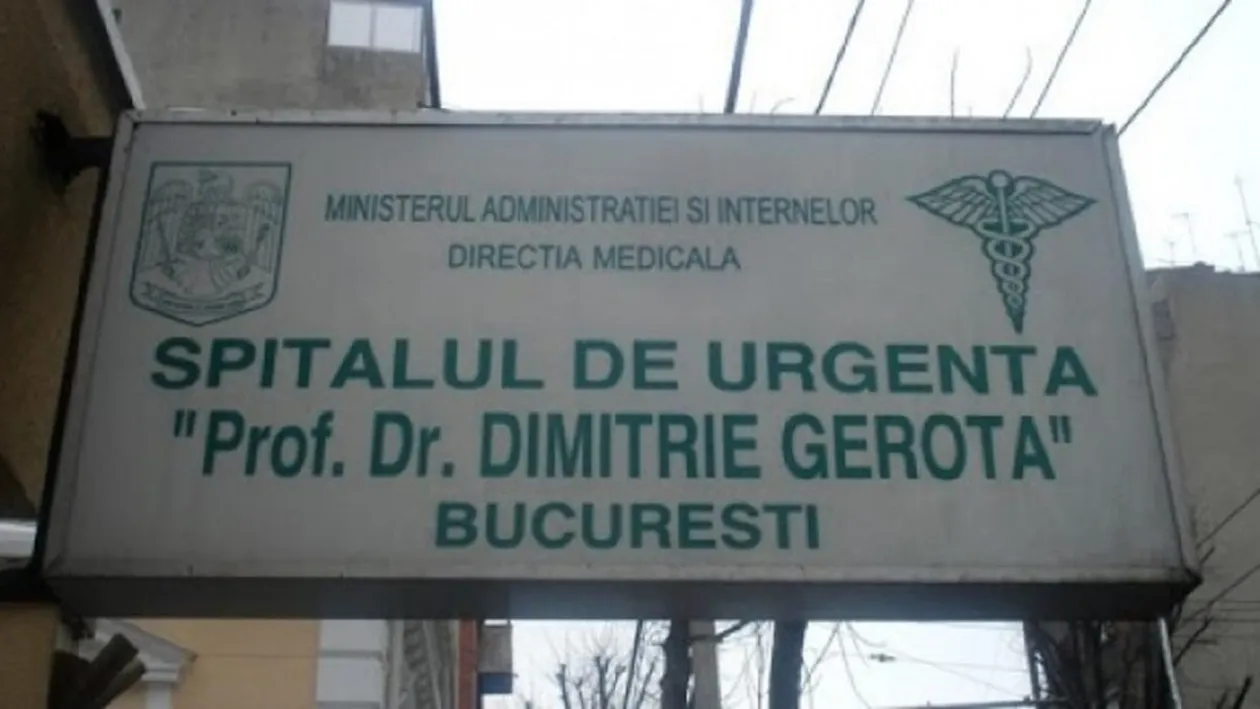 MINISTERUL ADMINISTRATIEI SI INTERNELOR
DIRECTIA MEDICALA
SPITALUL DE URGENTA
"Prof. Dr. DIMITRIE GEROTA"
BUCURESTI